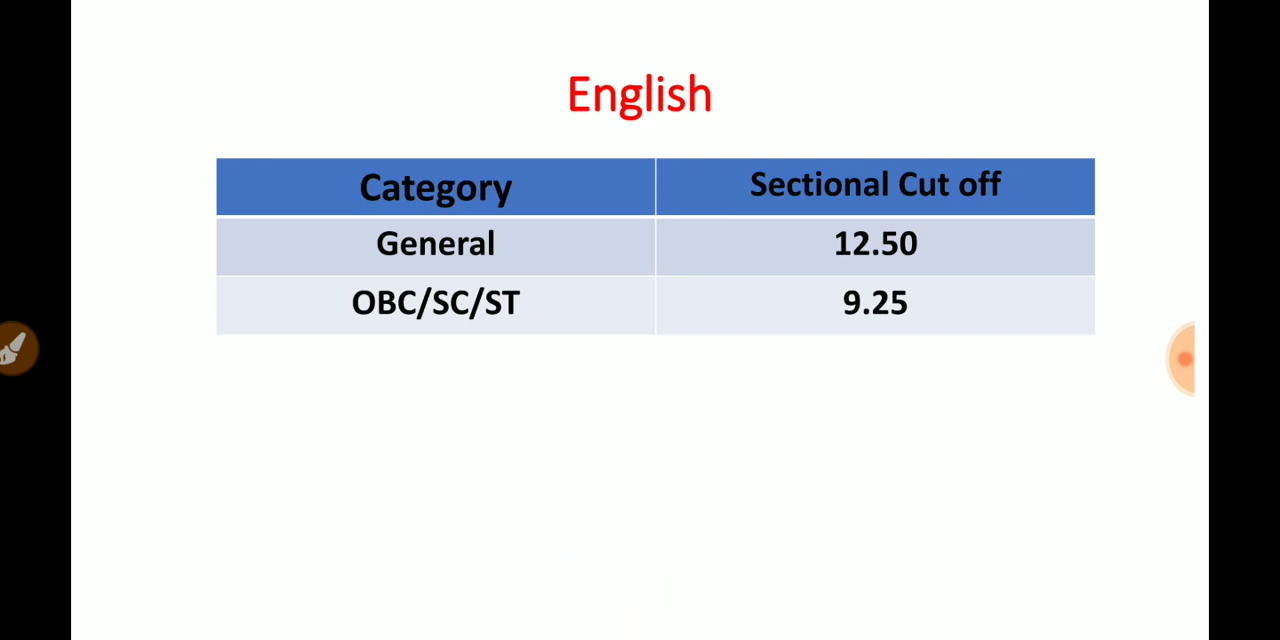 English
Category Sectional Cut off
General 12.50
OBC/SC/ST 9.25